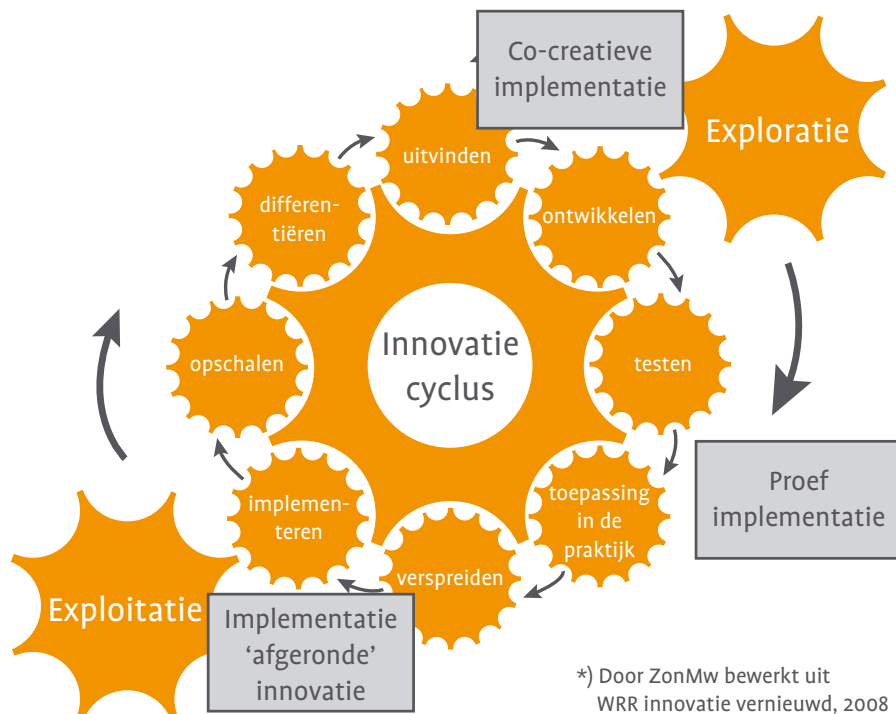 Co-creatieve
implementatie
Exploratie
uitvinden
differen-
tiëren
ontwikkelen
Innovatie
cyclus
opschalen
testen
Proef
implementatie
implemen-
teren
toepassing
in de
praktijk
verspreiden
Exploitatie
Implementatie
‘afgeronde’
innovatie
*) Door ZonMw bewerkt uit
WRR innovatie vernieuwd, 2008